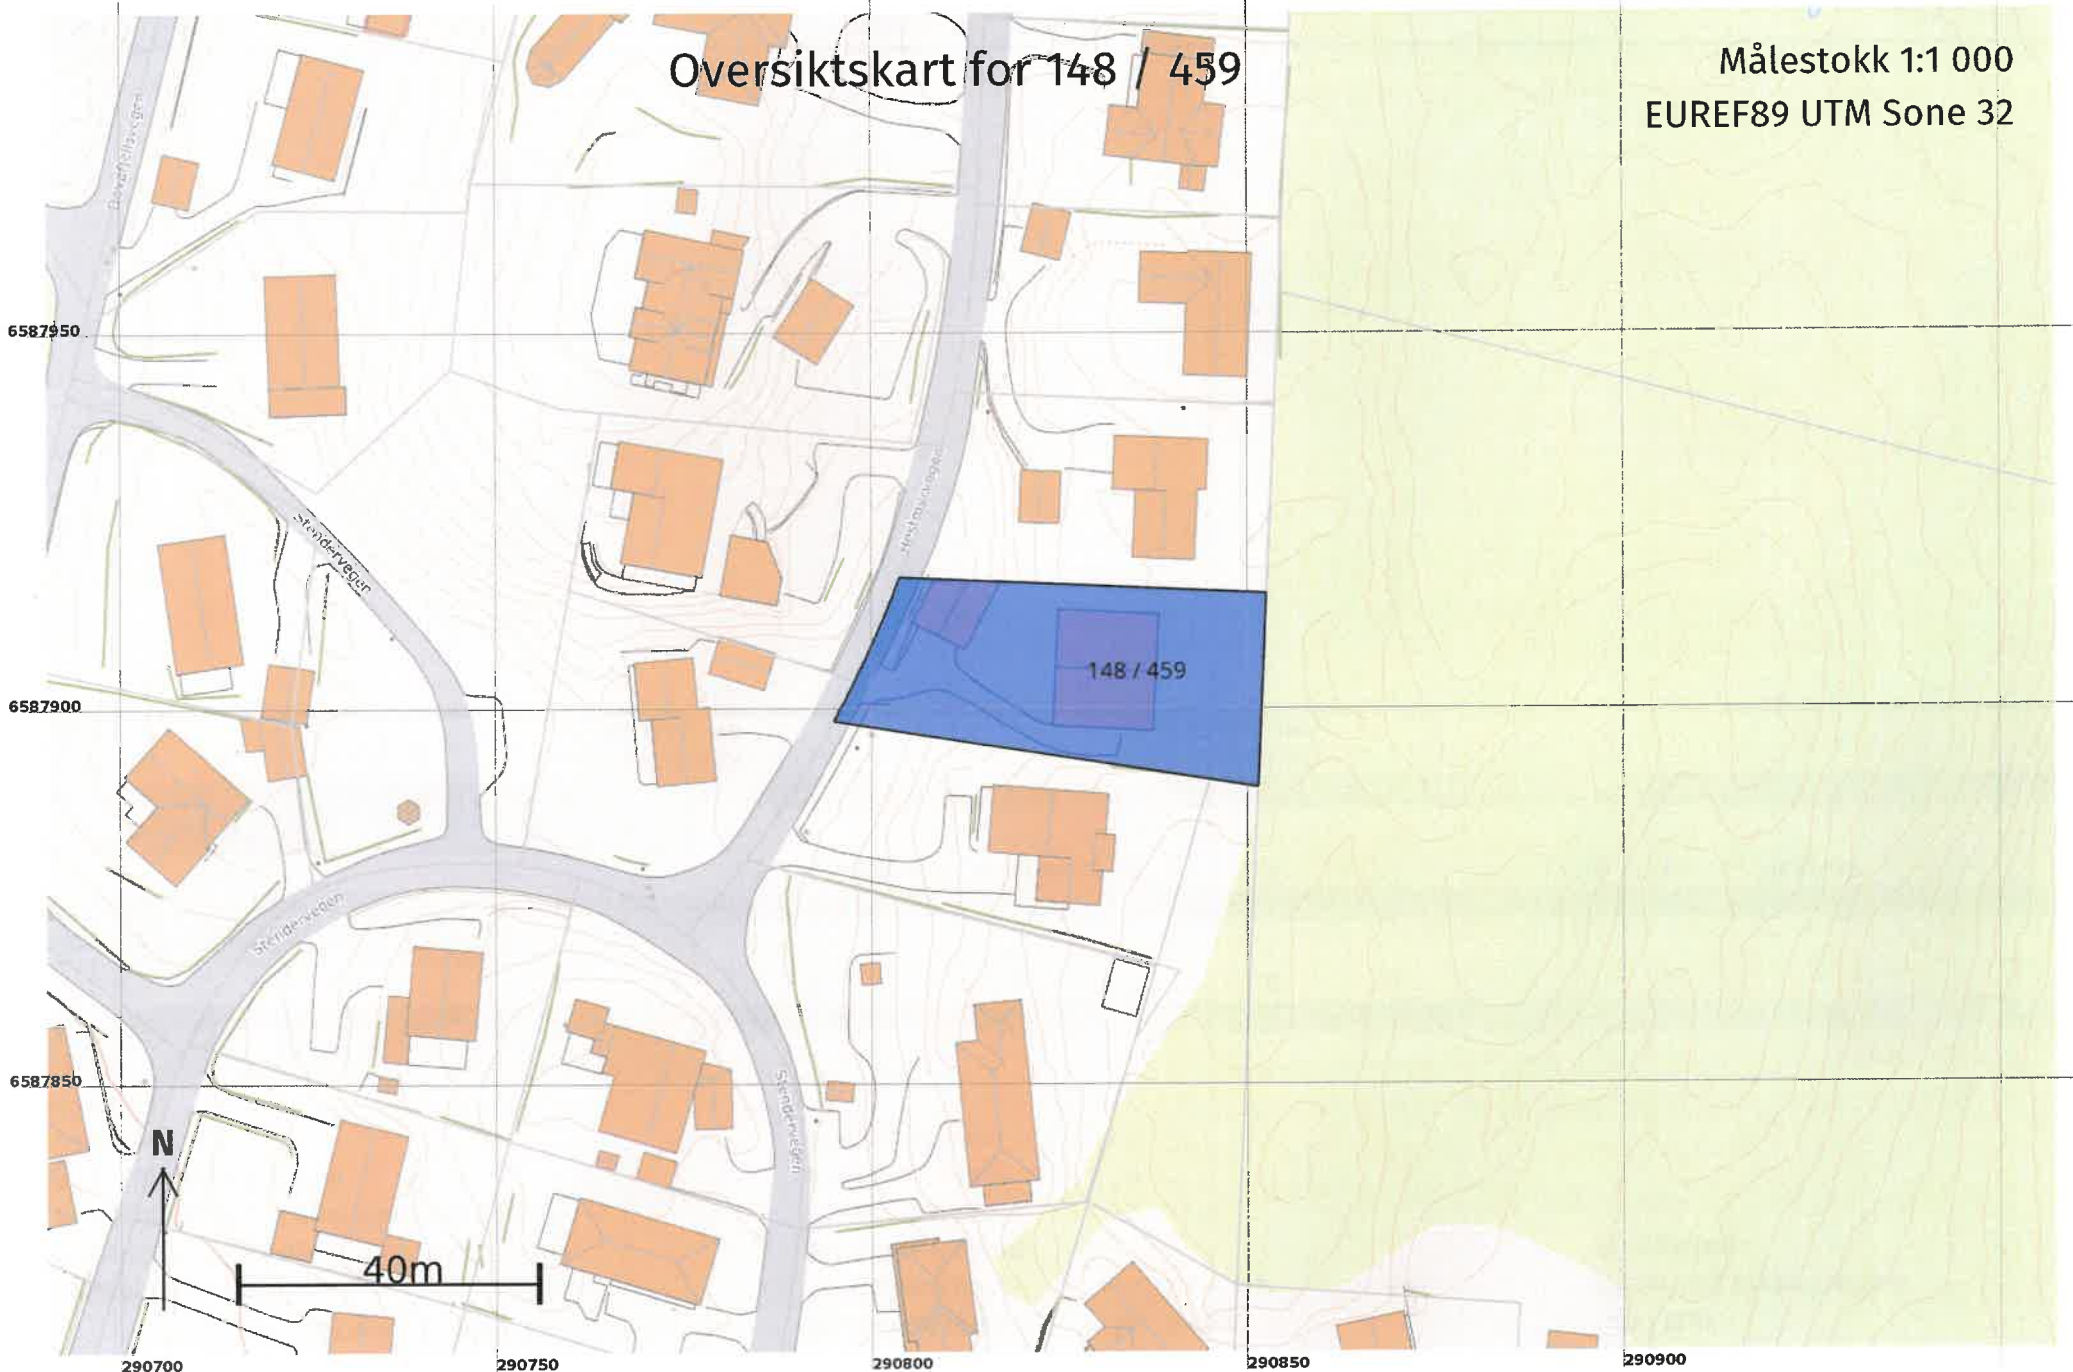 Oversiktskart for 148 / 459
Målestokk 1:1 000
EUREF89 UTM Sone 32
6587950
Stenderveger
148 / 459
6587900
Stenderveien
6587850
Stenderveien
N
40m
290700
290750
290800
290850
290900